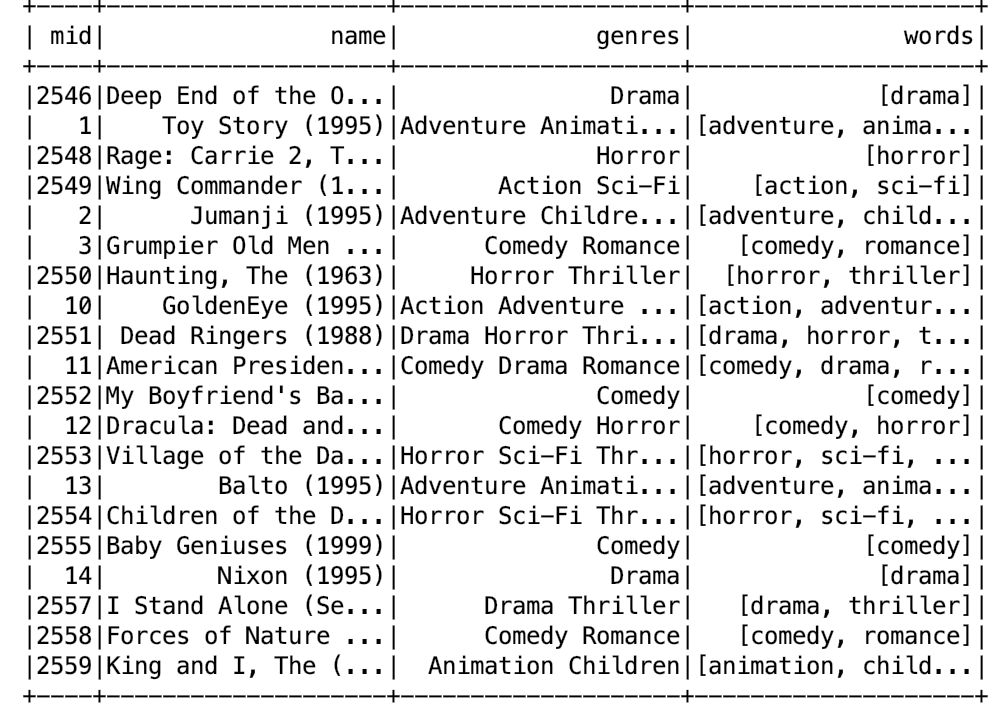 +----+--------------------+--------------------+--------------------+
| mid|                name|              genres|               words|
+----+--------------------+--------------------+--------------------+
|2546|Deep End of the O...|               Drama|             [drama]|
|   1|    Toy Story (1995)|Adventure Animati...|[adventure, anima...|
|2548|Rage: Carrie 2, T...|              Horror|            [horror]|
|2549|Wing Commander (1...|       Action Sci-Fi|    [action, sci-fi]|
|   2|      Jumanji (1995)|Adventure Childre...|[adventure, child...|
|   3|Grumpier Old Men ...|      Comedy Romance|   [comedy, romance]|
|2550|Haunting, The (1963)|     Horror Thriller|  [horror, thriller]|
|  10|    GoldenEye (1995)|Action Adventure ...|[action, adventur...|
|2551| Dead Ringers (1988)|Drama Horror Thri...|[drama, horror, t...|
|  11|American Presiden...|Comedy Drama Romance|[comedy, drama, r...|
|2552|My Boyfriend's Ba...|              Comedy|            [comedy]|
|  12|Dracula: Dead and...|       Comedy Horror|    [comedy, horror]|
|2553|Village of the Da...|Horror Sci-Fi Thr...|[horror, sci-fi, ...|
|  13|        Balto (1995)|Adventure Animati...|[adventure, anima...|
|2554|Children of the D...|Horror Sci-Fi Thr...|[horror, sci-fi, ...|
|2555|Baby Geniuses (1999)|              Comedy|            [comedy]|
|  14|        Nixon (1995)|               Drama|             [drama]|
|2557|I Stand Alone (Se...|      Drama Thriller|   [drama, thriller]|
|2558|Forces of Nature ...|      Comedy Romance|   [comedy, romance]|
|2559|King and I, The (...|  Animation Children|[animation, child...|
+----+--------------------+--------------------+--------------------+